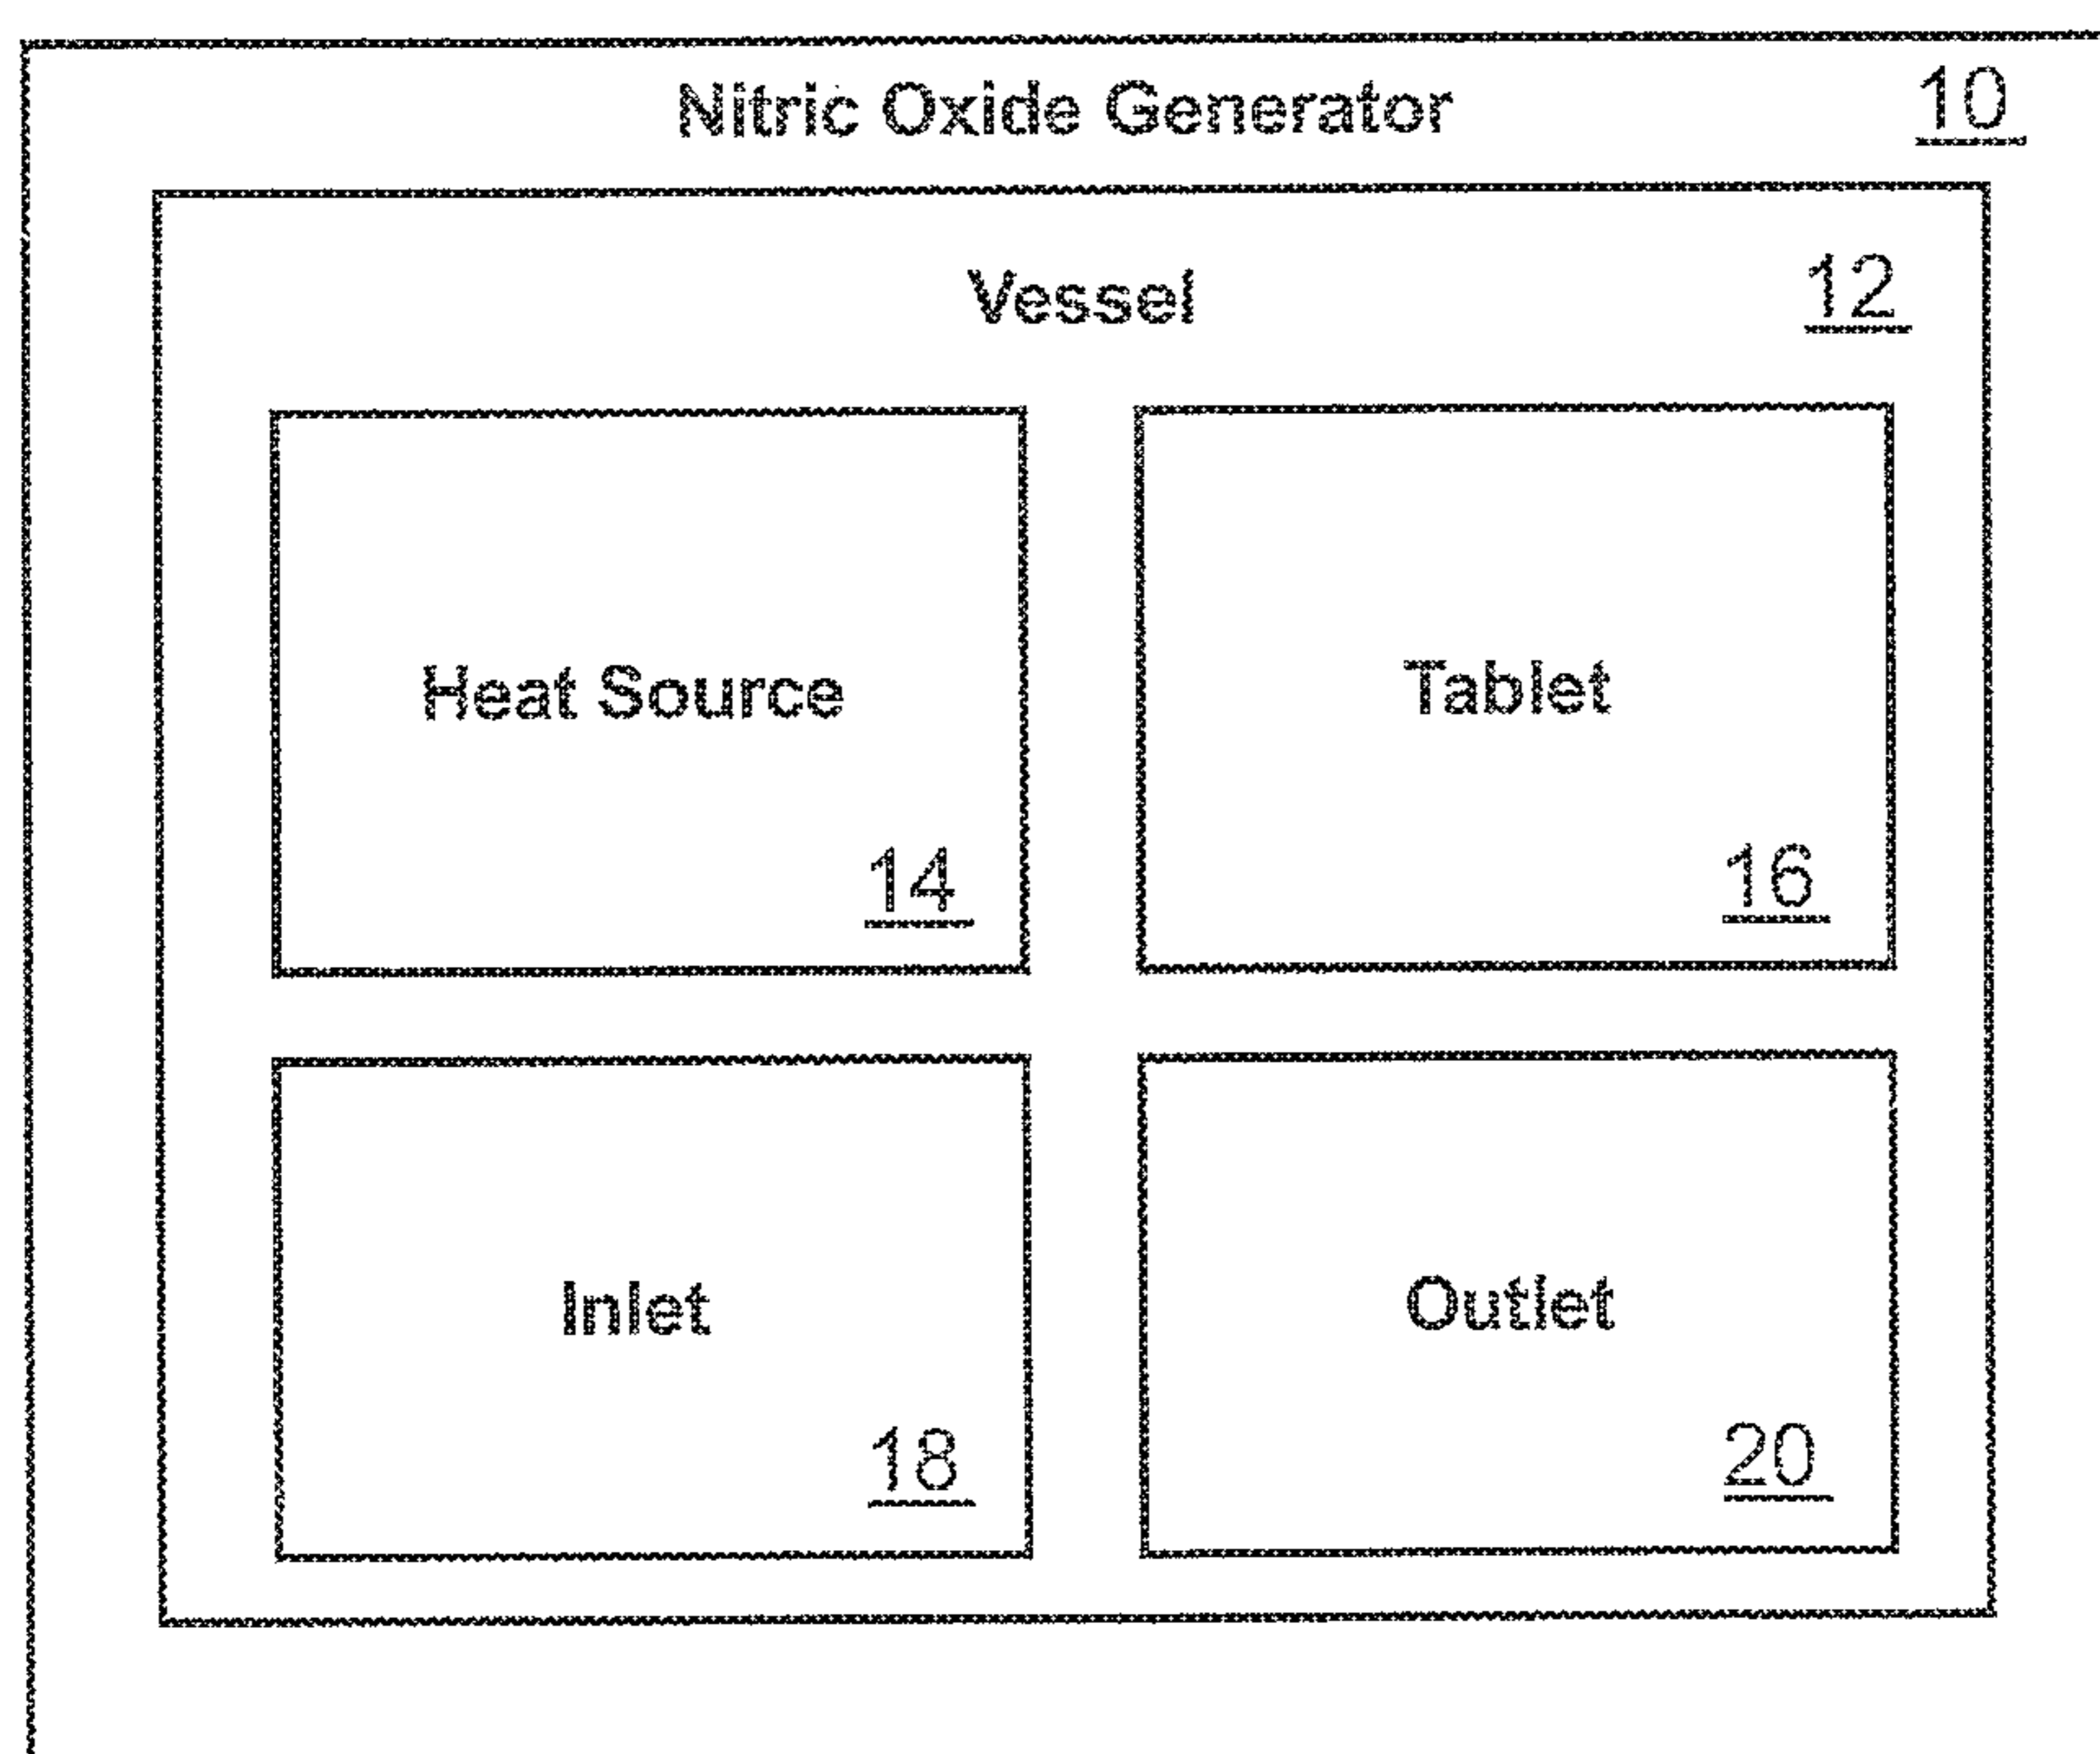 Nitric Oxide Generator 10
Vessel 12
Heat Source
14
Tablet
16
Inlet
18
Outlet
20